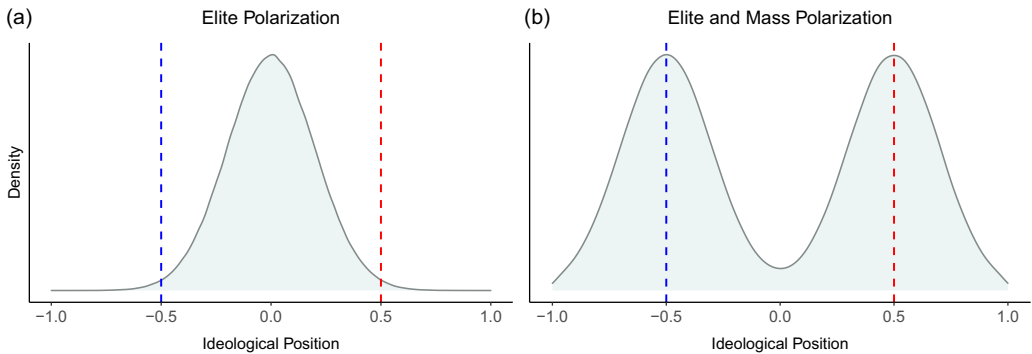 (a)
Elite Polarization
Density
−1.0 −0.5 0.0 0.5 1.0
Ideological Position
(b)
Elite and Mass Polarization
−1.0 −0.5 0.0 0.5 1.0
Ideological Position